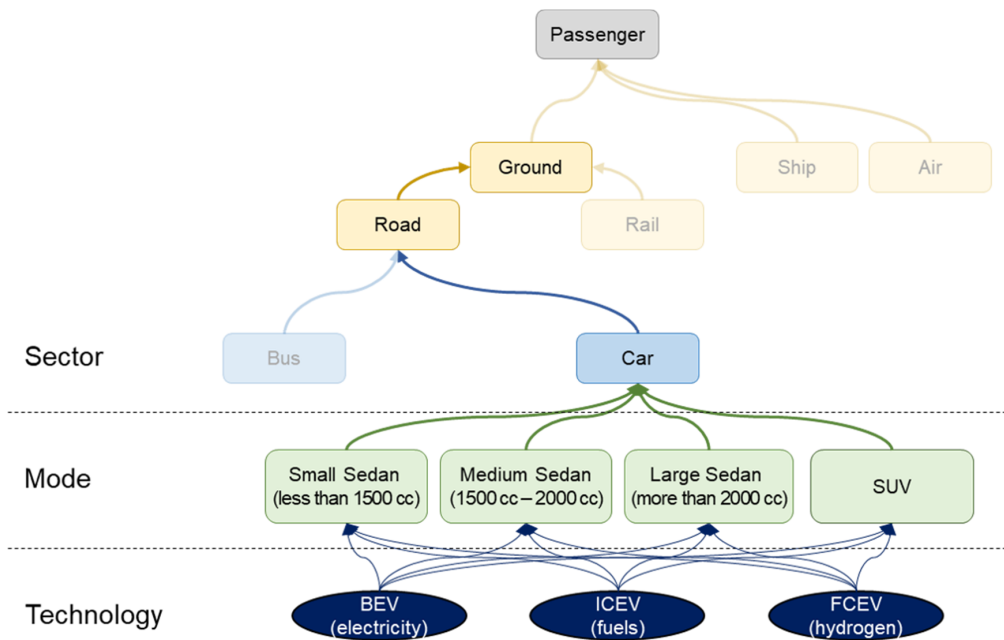 Passenger
Ground
Ship
Air
Road
Rail
Sector
Bus
Car
Mode
Small Sedan
(less than 1500 cc)
Medium Sedan
(1500 cc – 2000 cc)
Large Sedan
(more than 2000 cc)
SUV
Technology
BEV
(electricity)
ICEV
(fuels)
FCEV
(hydrogen)